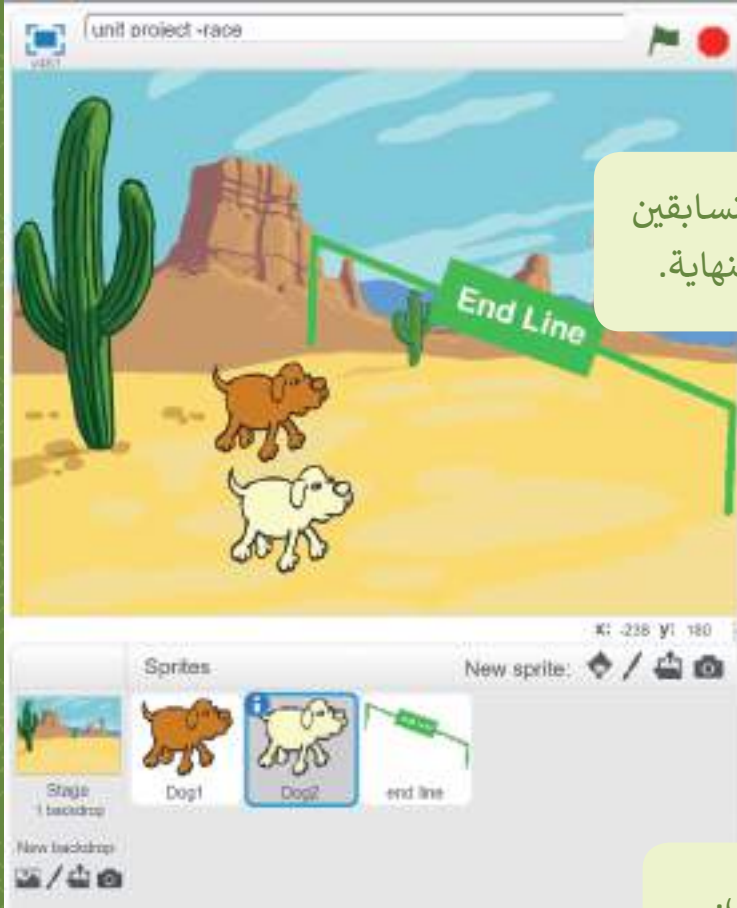 unit project -race
v461
تسابقين
نهاية.
End Line
x: -238 y: 180
Sprites
New sprite:
Stage
1 backdrop
Dog1
Dog2
end line
New backdrop